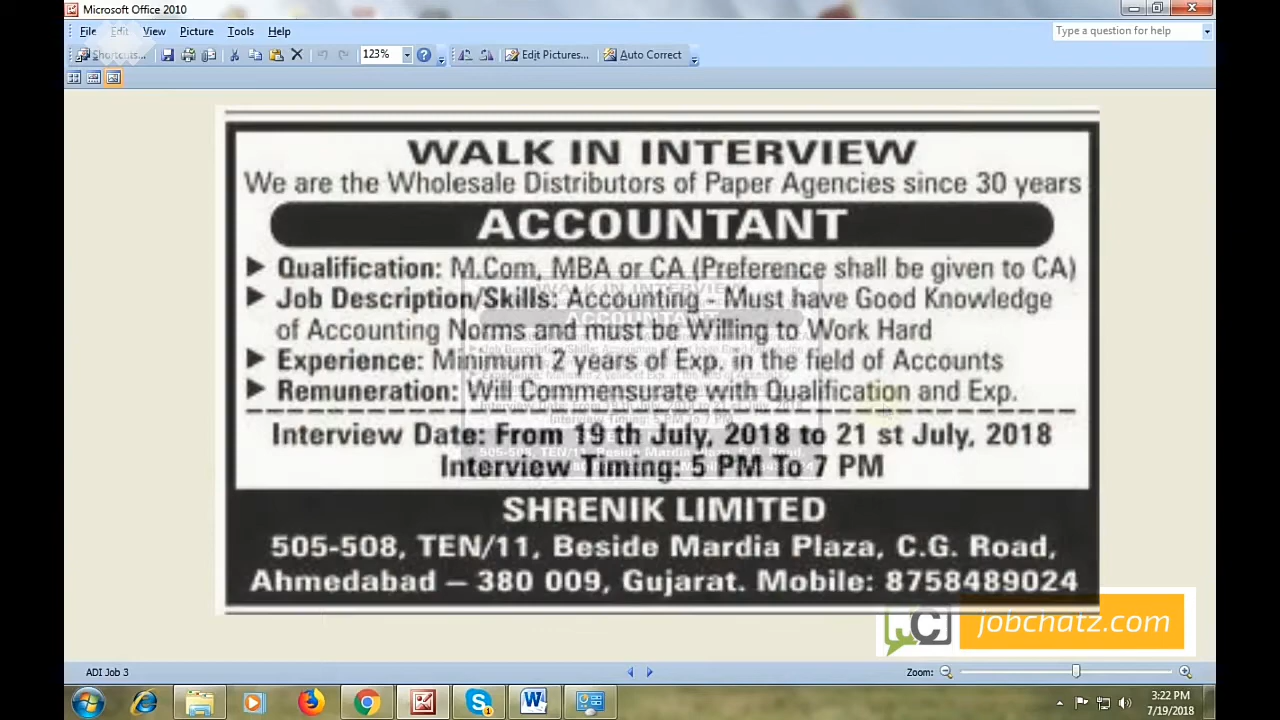 Microsoft Office 2010
File Edit View Picture Tools Help
Type a question for help
Shortcuts... 123% Edit Pictures... Auto Correct
WALK IN INTERVIEW
We are the Wholesale Distributors of Paper Agencies since 30 years
ACCOUNTANT
Qualification: M.Com, MBA or CA (Preference shall be given to CA)
Job Description/Skills: Accounting - Must have Good Knowledge
of Accounting Norms and must be Willing to Work Hard
Experience: Minimum 2 years of Exp. in the field of Accounts
Remuneration: Will Commensurate with Qualification and Exp.
Interview Date: From 19 th July, 2018 to 21 st July, 2018
Interview Timing: 5 PM To 7 PM
SHRENIK LIMITED
505-508, TEN/11, Beside Mardia Plaza, C.G. Road,
Ahmedabad – 380 009, Gujarat. Mobile: 8758489024
JC jobchatz.com
ADI Job 3
Zoom:
3:22 PM
7/19/2018